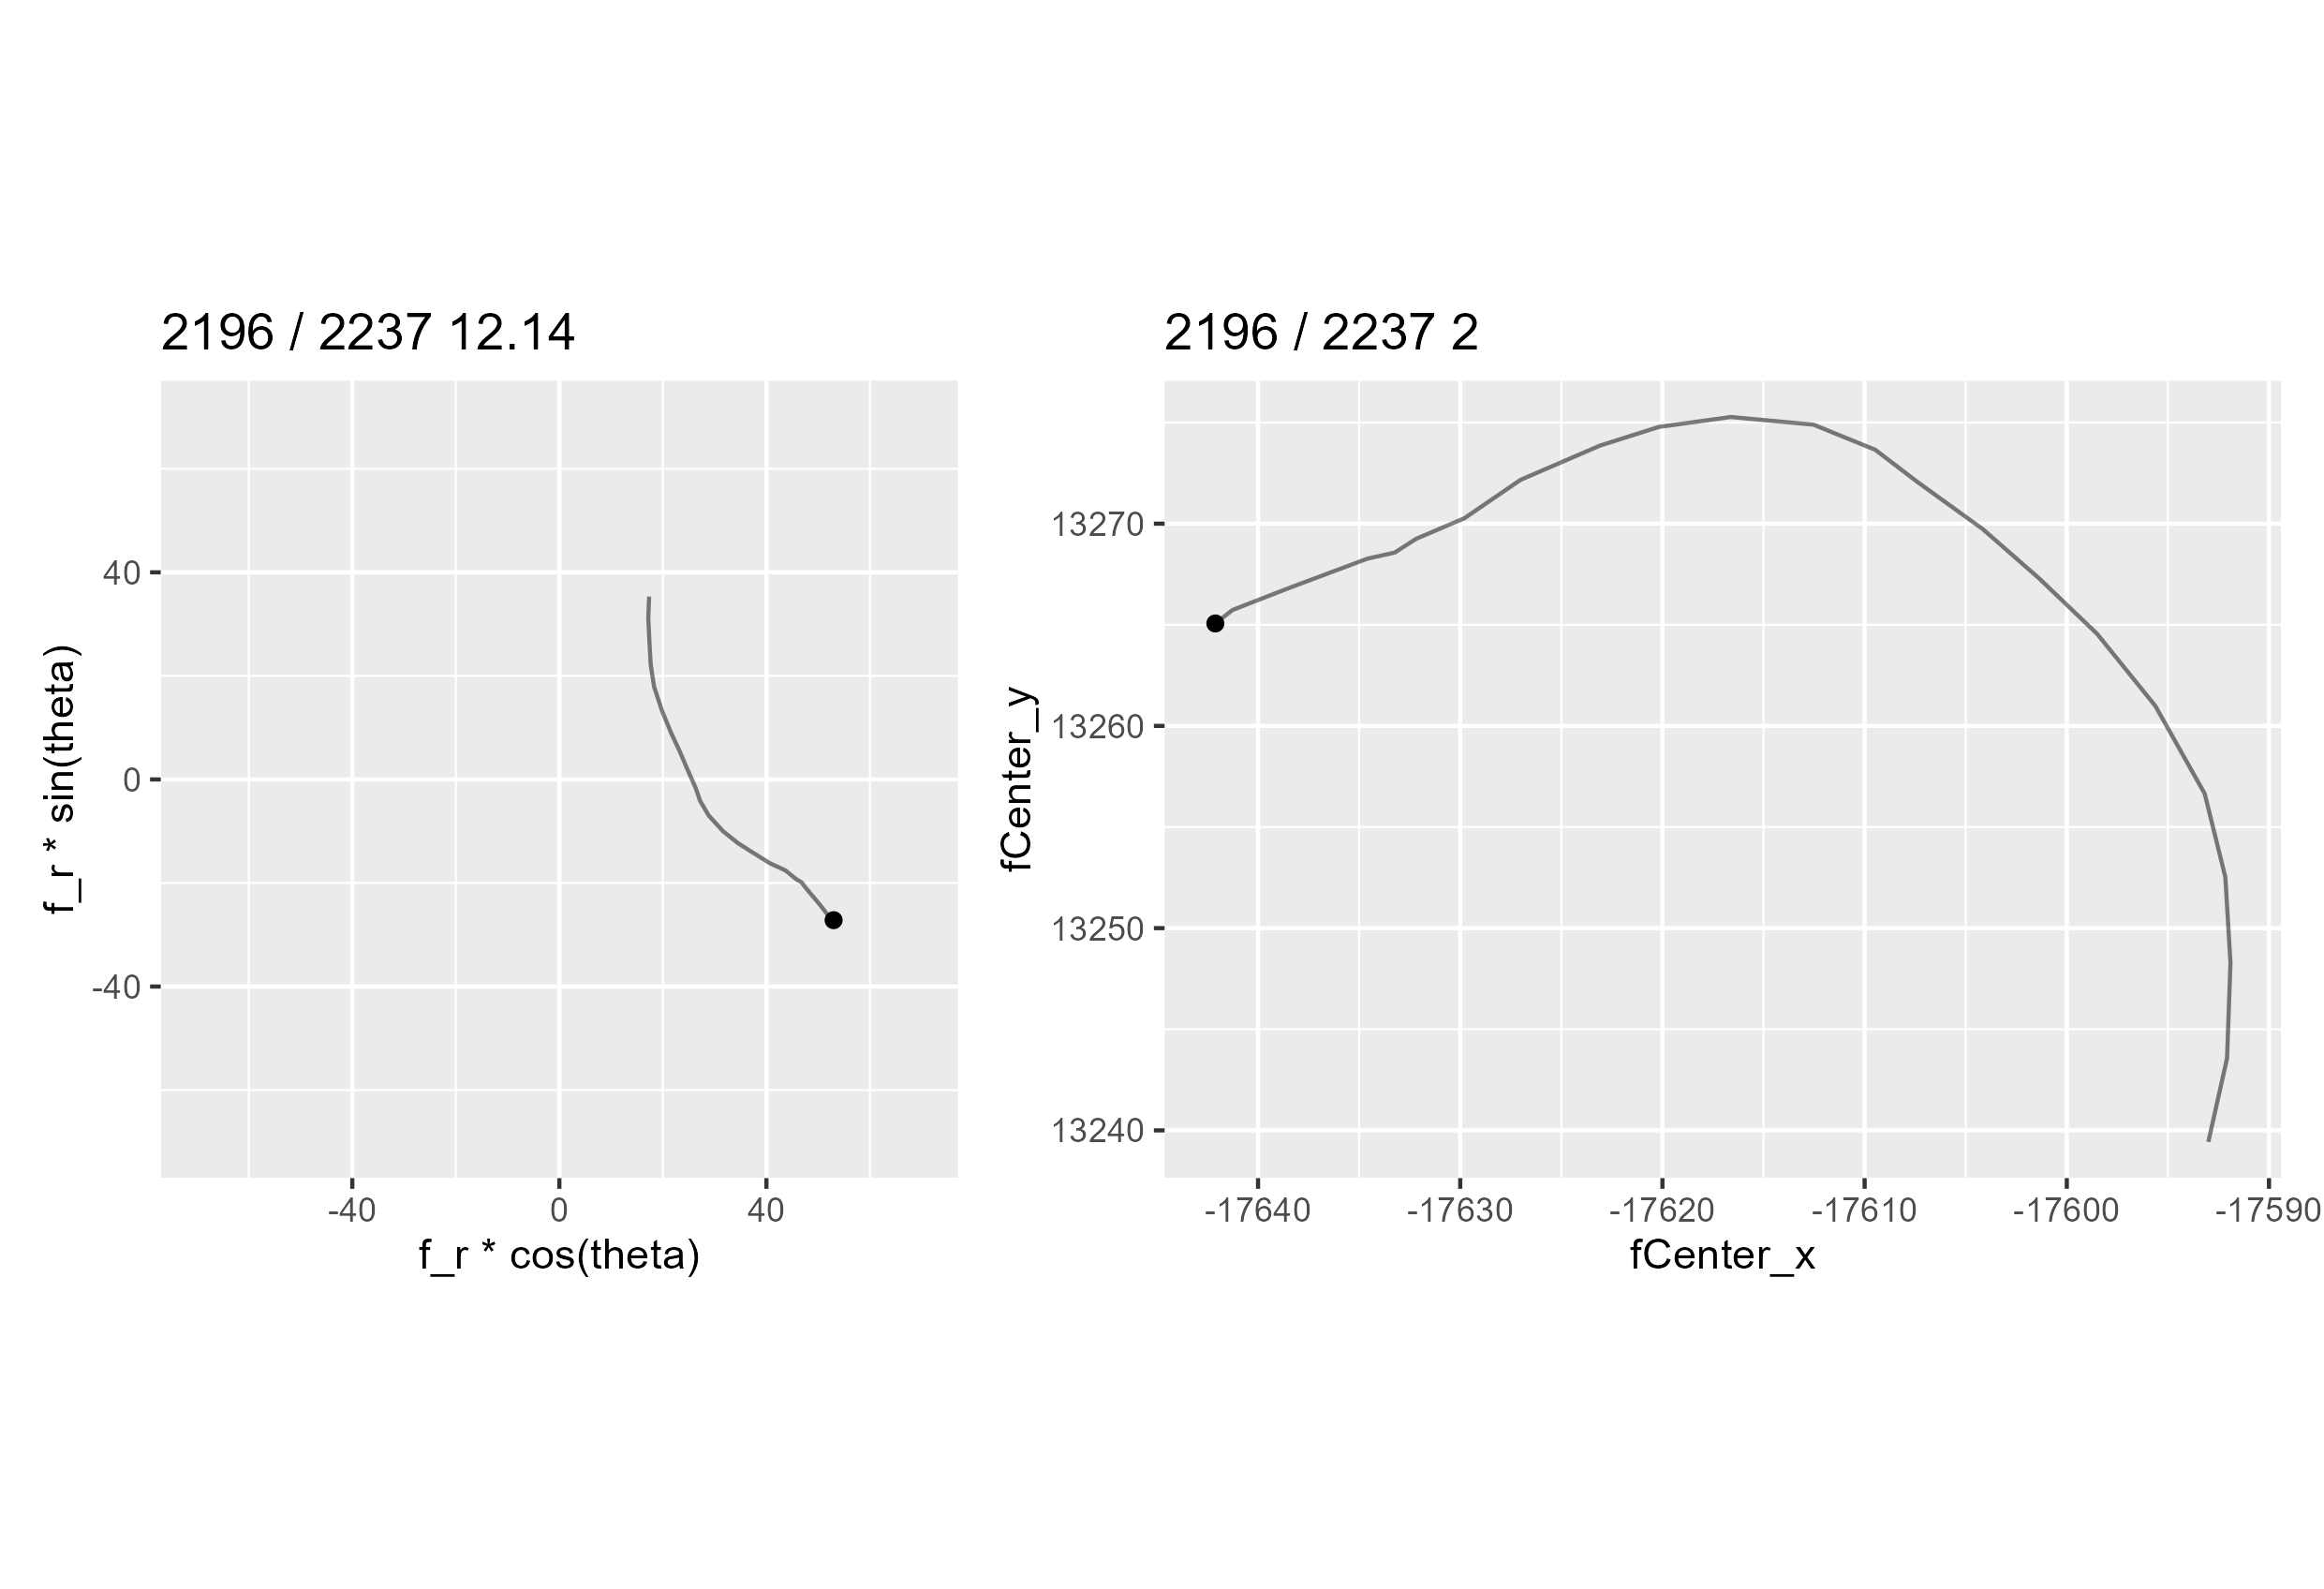 2196 / 2237 12.14
40
0
-40
f_r * sin(theta)
-40 0 40
f_r * cos(theta)
2196 / 2237 2
13270
13260
13250
13240
fCenter_y
-17640 -17630 -17620 -17610 -17600 -17590
fCenter_x